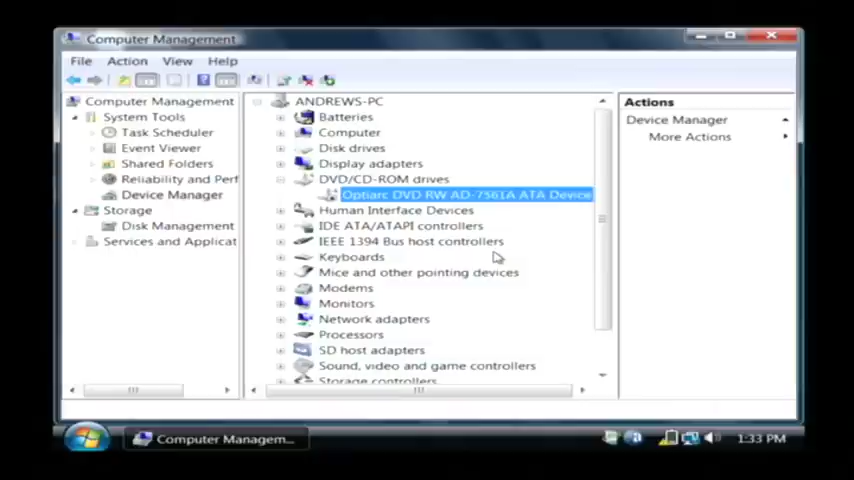 Computer Management
File Action View Help
Computer Management
System Tools
Task Scheduler
Event Viewer
Shared Folders
Reliability and Perf
Device Manager
Storage
Disk Management
Services and Applicat
ANDREWS-PC
Batteries
Computer
Disk drives
Display adapters
DVD/CD-ROM drives
Optiarc DVD RW AD-7561A ATA Device
Human Interface Devices
IDE ATA/ATAPI controllers
IEEE 1394 Bus host controllers
Keyboards
Mice and other pointing devices
Modems
Monitors
Network adapters
Processors
SD host adapters
Sound, video and game controllers
Storage controllers
Actions
Device Manager
More Actions
Computer Managem...
1:33 PM